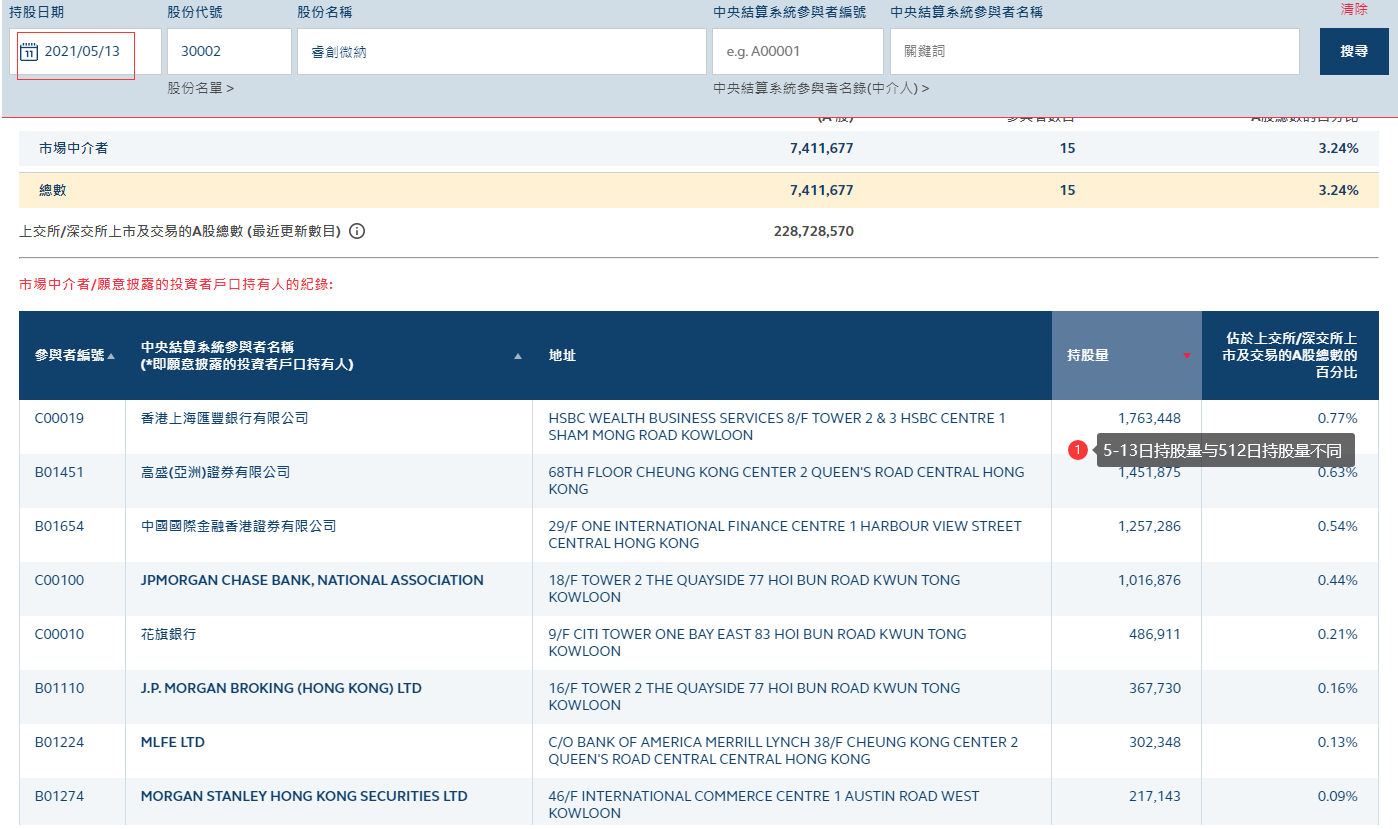 持股日期 股份代號 股份名稱 中央結算系統參與者編號 中央結算系統參與者名稱 清除
11 2021/05/13 30002 睿創微納 e.g. A00001 關鍵詞 搜尋
股份名單 > 中央結算系統參與者名錄(中介人) >
市場中介者 7,411,677 15 3.24%
總數 7,411,677 15 3.24%
上交所/深交所上市及交易的A股總數 (最近更新數目) 228,728,570
市場中介者/願意披露的投資者戶口持有人的紀錄:
參與者編號 中央結算系統參與者名稱
(*即願意披露的投資者戶口持有人) 地址 持股量 佔於上交所/深交所上
市及交易的A股總數的
百分比
C00019 香港上海匯豐銀行有限公司 HSBC WEALTH BUSINESS SERVICES 8/F TOWER 2 & 3 HSBC CENTRE 1 1,763,448 0.77%
SHAM MONG ROAD KOWLOON
1 5-13日持股量与512日持股量不同
B01451 高盛(亞洲)證券有限公司 68TH FLOOR CHEUNG KONG CENTER 2 QUEEN'S ROAD CENTRAL HONG 1,451,875 0.63%
KONG
B01654 中國國際金融香港證券有限公司 29/F ONE INTERNATIONAL FINANCE CENTRE 1 HARBOUR VIEW STREET 1,257,286 0.54%
CENTRAL HONG KONG
C00100 JPMORGAN CHASE BANK, NATIONAL ASSOCIATION 18/F TOWER 2 THE QUAYSIDE 77 HOI BUN ROAD KWUN TONG 1,016,876 0.44%
KOWLOON
C00010 花旗銀行 9/F CITI TOWER ONE BAY EAST 83 HOI BUN ROAD KWUN TONG 486,911 0.21%
KOWLOON
B01110 J.P. MORGAN BROKING (HONG KONG) LTD 16/F TOWER 2 THE QUAYSIDE 77 HOI BUN ROAD KWUN TONG 367,730 0.16%
KOWLOON
B01224 MLFE LTD C/O BANK OF AMERICA MERRILL LYNCH 38/F CHEUNG KONG CENTER 2 302,348 0.13%
QUEEN'S ROAD CENTRAL CENTRAL HONG KONG
B01274 MORGAN STANLEY HONG KONG SECURITIES LTD 46/F INTERNATIONAL COMMERCE CENTRE 1 AUSTIN ROAD WEST 217,143 0.09%
KOWLOON